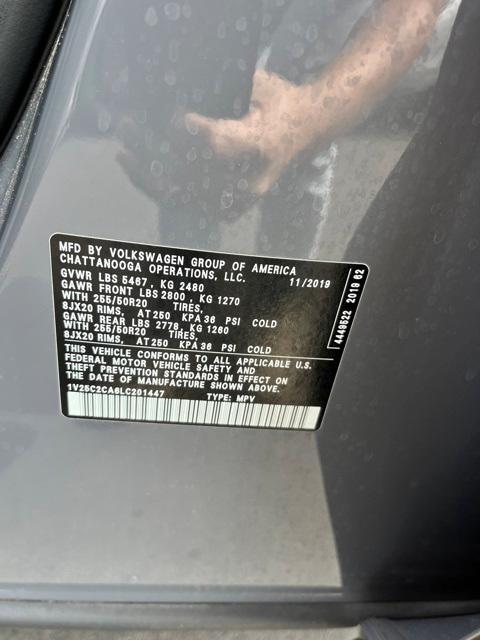 MFD BY VOLKSWAGEN GROUP OF AMERICA
CHATTANOOGA OPERATIONS, LLC. 11/2019
GVWR LBS 5467, KG 2480
GAWR FRONT LBS 2800, KG 1270
WITH 255/50R20 TIRES,
8JX20 RIMS, AT 250 KPA 36 PSI COLD
GAWR REAR LBS 2778, KG 1260
WITH 255/50R20 TIRES,
8JX20 RIMS, AT 250 KPA 36 PSI COLD
THIS VEHICLE CONFORMS TO ALL APPLICABLE U.S.
FEDERAL MOTOR VEHICLE SAFETY AND
THEFT PREVENTION STANDARDS IN EFFECT ON
THE DATE OF MANUFACTURE SHOWN ABOVE.
1V25C2CA6LC201447 TYPE: MPV
4449522 2019 62